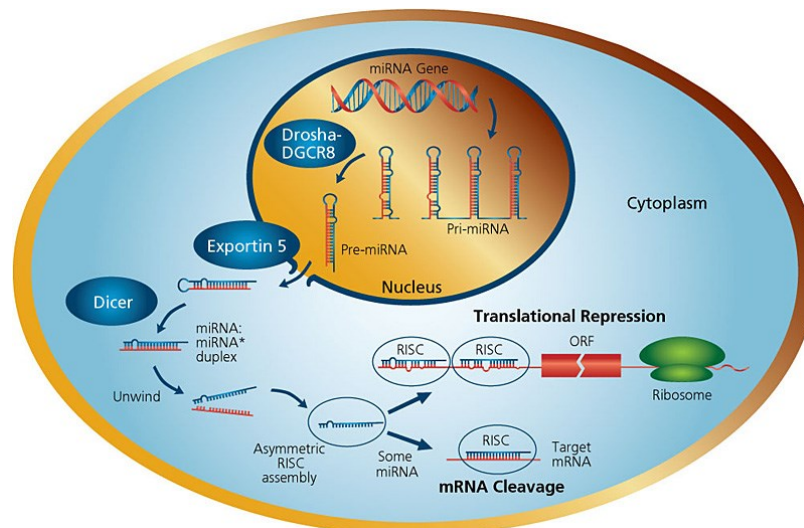 miRNA Gene
Drosha-
DGCR8
Pri-miRNA
Cytoplasm
Exportin 5
Pre-miRNA
Nucleus
Dicer
miRNA:
miRNA*
duplex
Unwind
Asymmetric
RISC
assembly
Translational Repression
RISC
RISC
ORF
Ribosome
Some
miRNA
RISC
Target
mRNA
mRNA Cleavage